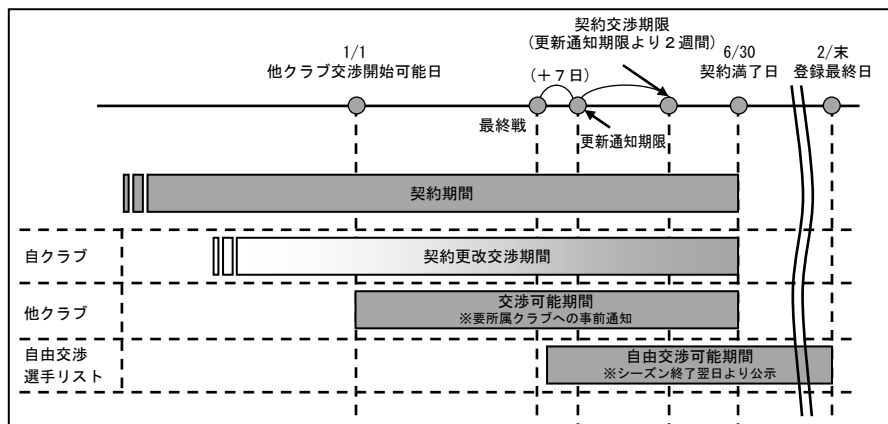 契約交渉期限
(更新通知期限より２週間)
1/1
他クラブ交渉開始可能日
(＋７日)
6/30
契約満了日
2/末
登録最終日
最終戦
更新通知期限
契約期間
自クラブ
契約更改交渉期間
他クラブ
交渉可能期間
※要所属クラブへの事前通知
自由交渉
選手リスト
自由交渉可能期間
※シーズン終了翌日より公示